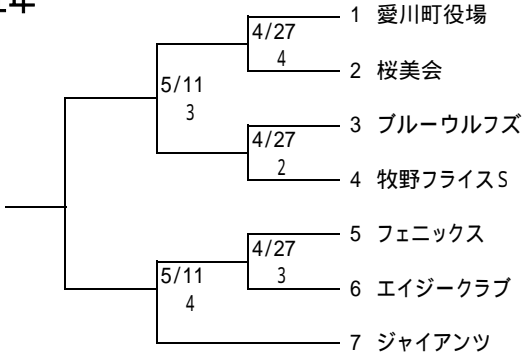 年
1 愛川町役場
4/27
4
2 桜美会
5/11
3
3 ブルーウルフズ
4/27
2
4 牧野フライスS
5 フェニックス
4/27
3
5/11
4
6 エイジークラブ
7 ジャイアンツ